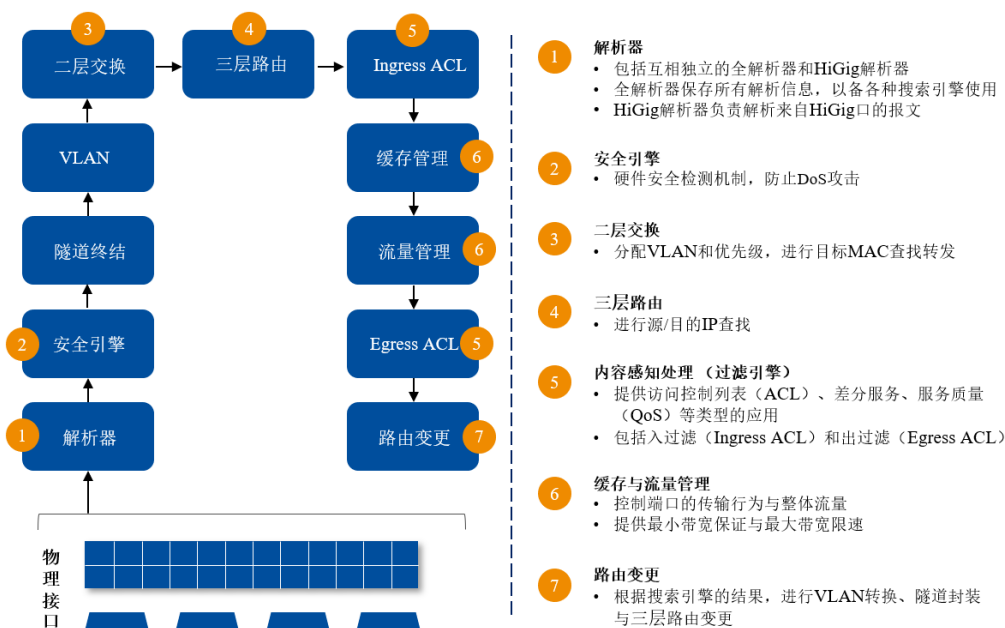 3
4
5
二层交换
三层路由
Ingress ACL
VLAN
缓存管理
6
隧道终结
流量管理
6
2
安全引擎
Egress ACL
5
1
解析器
路由变更
7
物
理
接
口
1
解析器
• 包括互相独立的全解析器和HiGig解析器
• 全解析器保存所有解析信息，以备各种搜索引擎使用
• HiGig解析器负责解析来自HiGig口的报文
2
安全引擎
• 硬件安全检测机制，防止DoS攻击
3
二层交换
• 分配VLAN和优先级，进行目标MAC查找转发
4
三层路由
• 进行源/目的IP查找
5
内容感知处理 （过滤引擎）
• 提供访问控制列表（ACL）、差分服务、服务质量
（QoS）等类型的应用
• 包括入过滤（Ingress ACL）和出过滤（Egress ACL）
6
缓存与流量管理
• 控制端口的传输行为与整体流量
• 提供最小带宽保证与最大带宽限速
7
路由变更
• 根据搜索引擎的结果，进行VLAN转换、隧道封装
与三层路由变更